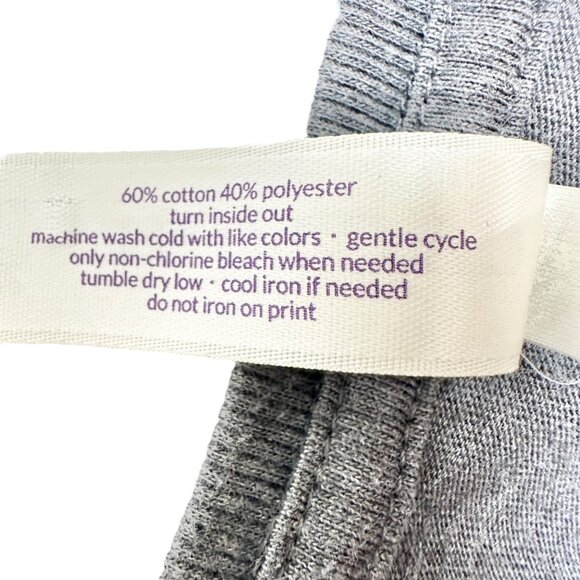 60% cotton 40% polyester
turn inside out
machine wash cold with like colors · gentle cycle
only non-chlorine bleach when needed
tumble dry low · cool iron if needed
do not iron on print